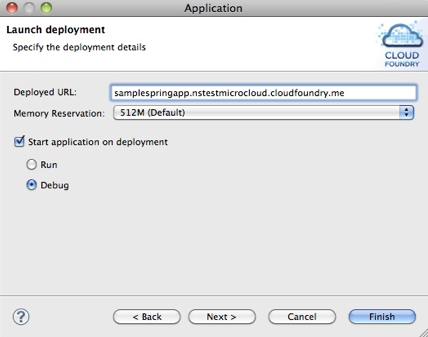 Application
Launch deployment
Specify the deployment details
CLOUD
FOUNDRY
Deployed URL: samplespringapp.nstestmicrocloud.cloudfoundry.me
Memory Reservation: 512M (Default)
Start application on deployment
Run
Debug
? < Back Next > Cancel Finish